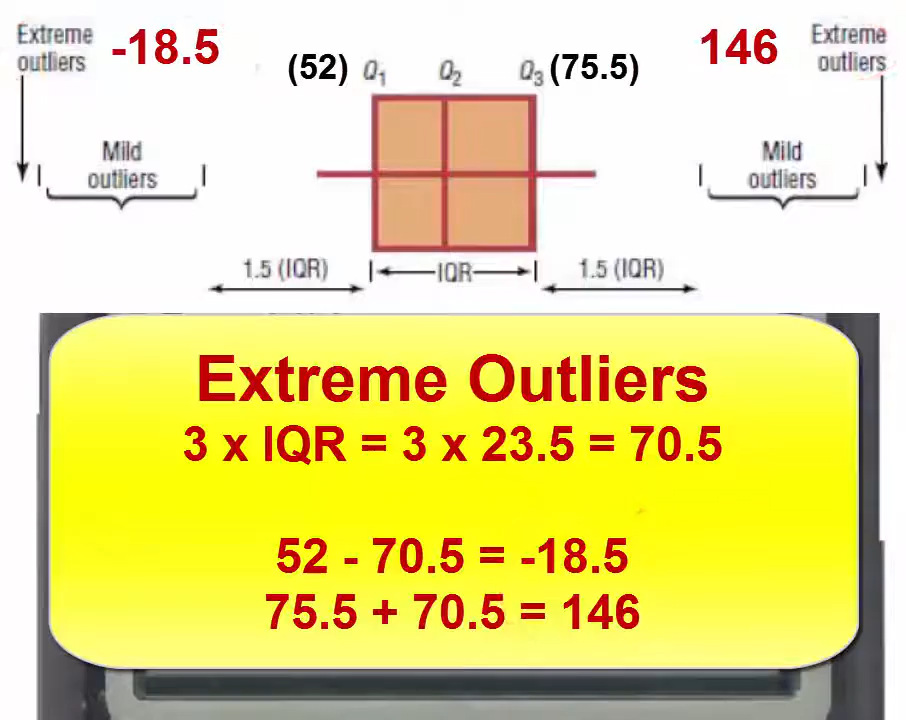 Extreme
outliers
-18.5
(52) Q1 Q2 Q3 (75.5)
146
Extreme
outliers
Mild
outliers
Mild
outliers
1.5 (IQR)
IQR
1.5 (IQR)
Extreme Outliers
3 x IQR = 3 x 23.5 = 70.5
52 - 70.5 = -18.5
75.5 + 70.5 = 146